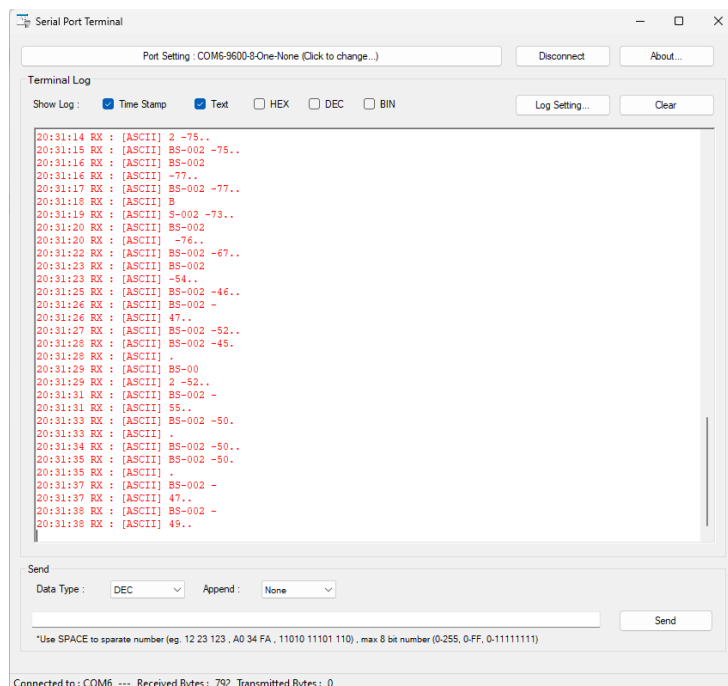 Serial Port Terminal
Port Setting : COM6-9600-8-One-None (Click to change...)
Disconnect
About...
Terminal Log
Show Log :
Time Stamp
Text
HEX
DEC
BIN
Log Setting...
Clear
20:31:14 RX : [ASCII] 2 -75..
20:31:15 RX : [ASCII] BS-002 -75..
20:31:16 RX : [ASCII] BS-002
20:31:16 RX : [ASCII] -77..
20:31:17 RX : [ASCII] BS-002 -77..
20:31:18 RX : [ASCII] B
20:31:19 RX : [ASCII] S-002 -73..
20:31:20 RX : [ASCII] BS-002
20:31:20 RX : [ASCII]  -76..
20:31:22 RX : [ASCII] BS-002 -67..
20:31:23 RX : [ASCII] BS-002
20:31:23 RX : [ASCII] -54..
20:31:25 RX : [ASCII] BS-002 -46..
20:31:26 RX : [ASCII] BS-002 -
20:31:26 RX : [ASCII] 47..
20:31:27 RX : [ASCII] BS-002 -52..
20:31:28 RX : [ASCII] BS-002 -45.
20:31:28 RX : [ASCII] .
20:31:29 RX : [ASCII] BS-00
20:31:29 RX : [ASCII] 2 -52..
20:31:31 RX : [ASCII] BS-002 -
20:31:31 RX : [ASCII] 55..
20:31:33 RX : [ASCII] BS-002 -50.
20:31:33 RX : [ASCII] .
20:31:34 RX : [ASCII] BS-002 -50..
20:31:35 RX : [ASCII] BS-002 -50.
20:31:35 RX : [ASCII] .
20:31:37 RX : [ASCII] BS-002 -
20:31:37 RX : [ASCII] 47..
20:31:38 RX : [ASCII] BS-002 -
20:31:38 RX : [ASCII] 49..
Send
Data Type :
DEC
Append :
None
Send
*Use SPACE to sparate number (eg. 12 23 123 , A0 34 FA , 11010 11101 110) , max 8 bit number (0-255, 0-FF, 0-11111111)
Connected to : COM6  ---  Received Bytes :  792  Transmitted Bytes :  0